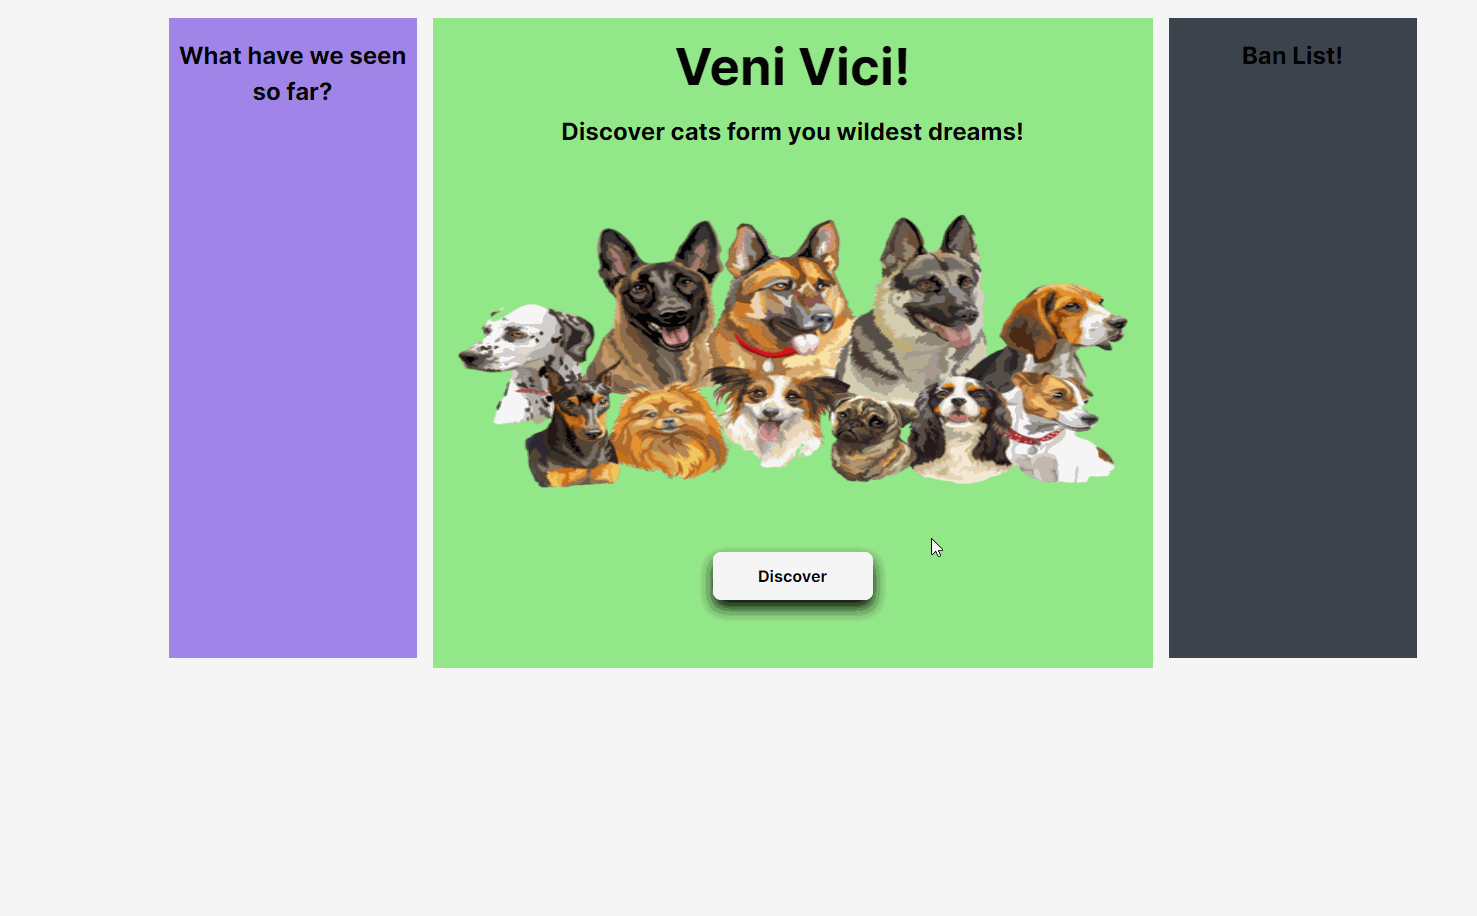 What have we seen
so far?
Veni Vici!
Discover cats form you wildest dreams!
Discover
Ban List!